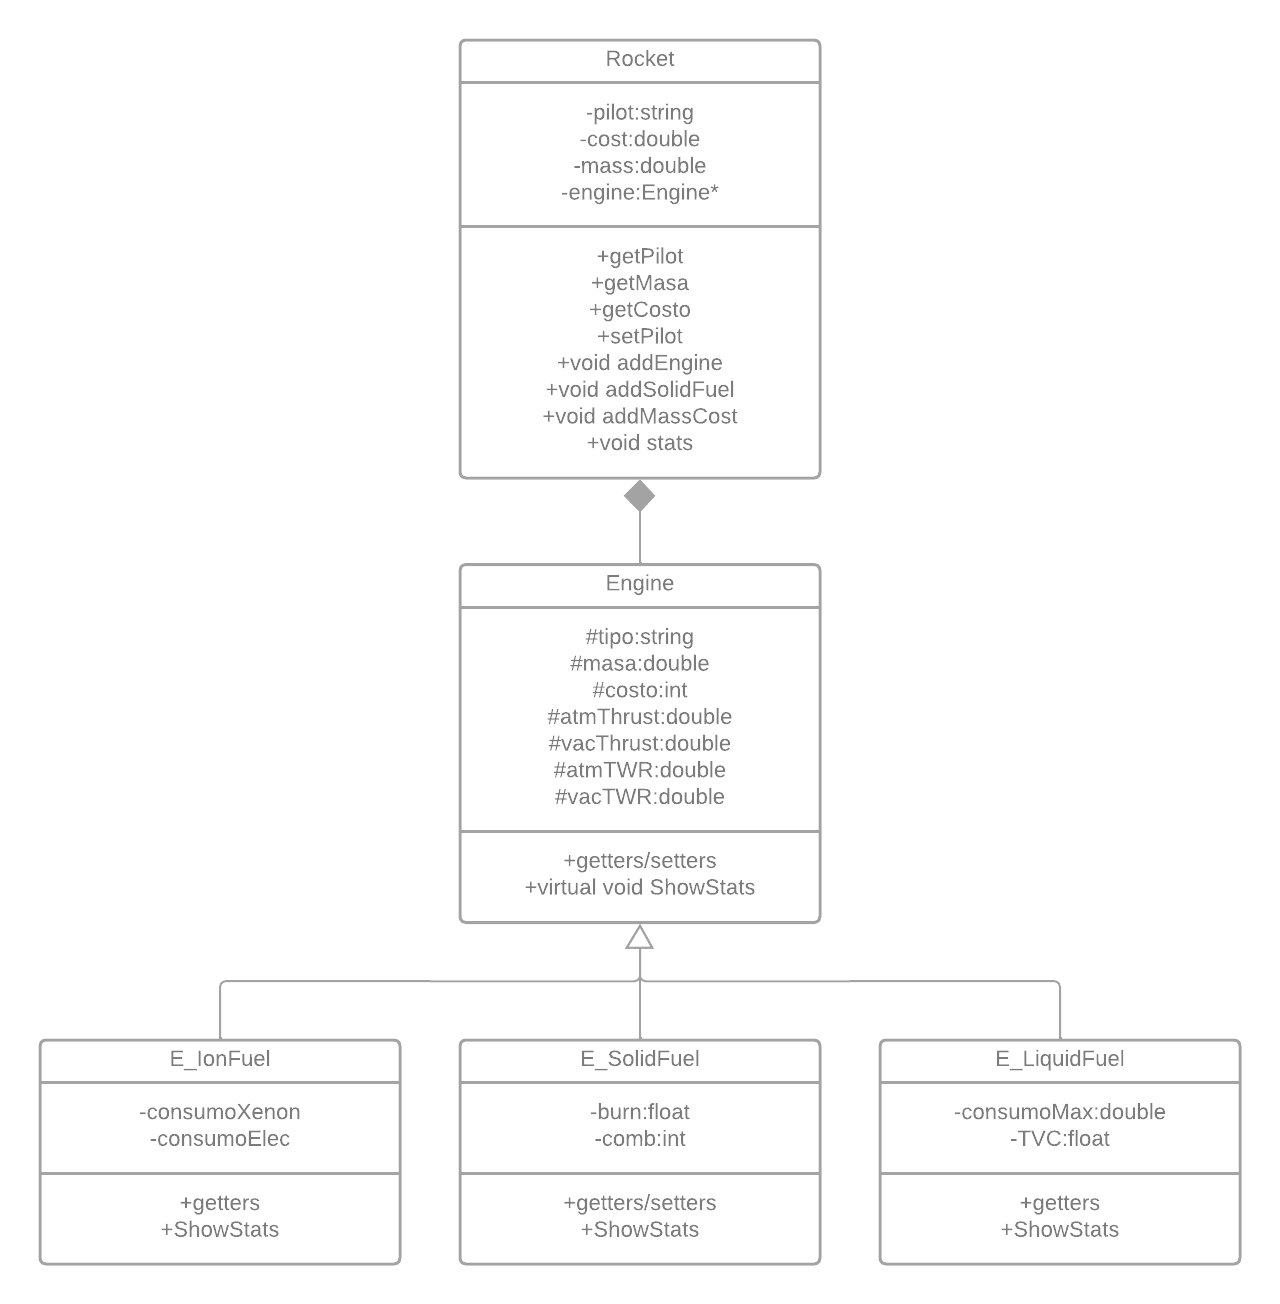 Rocket
-pilot:string
-cost:double
-mass:double
-engine:Engine*
+getPilot
+getMasa
+getCosto
+setPilot
+void addEngine
+void addSolidFuel
+void addMassCost
+void stats
Engine
#tipo:string
#masa:double
#costo:int
#atmThrust:double
#vacThrust:double
#atmTWR:double
#vacTWR:double
+getters/setters
+virtual void ShowStats
E_IonFuel
-consumoXenon
-consumoElec
+getters
+ShowStats
E_SolidFuel
-burn:float
-comb:int
+getters/setters
+ShowStats
E_LiquidFuel
-consumoMax:double
-TVC:float
+getters
+ShowStats